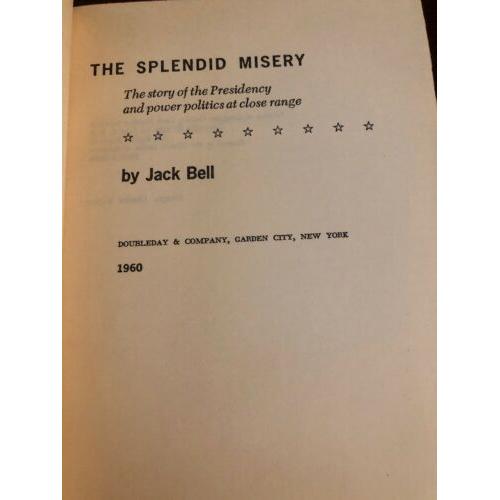 THE SPLENDID MISERY
The story of the Presidency
and power politics at close range
☆ ☆ ☆ ☆ ☆ ☆ ☆ ☆ ☆
by Jack Bell
DOUBLEDAY & COMPANY, GARDEN CITY, NEW YORK
1960